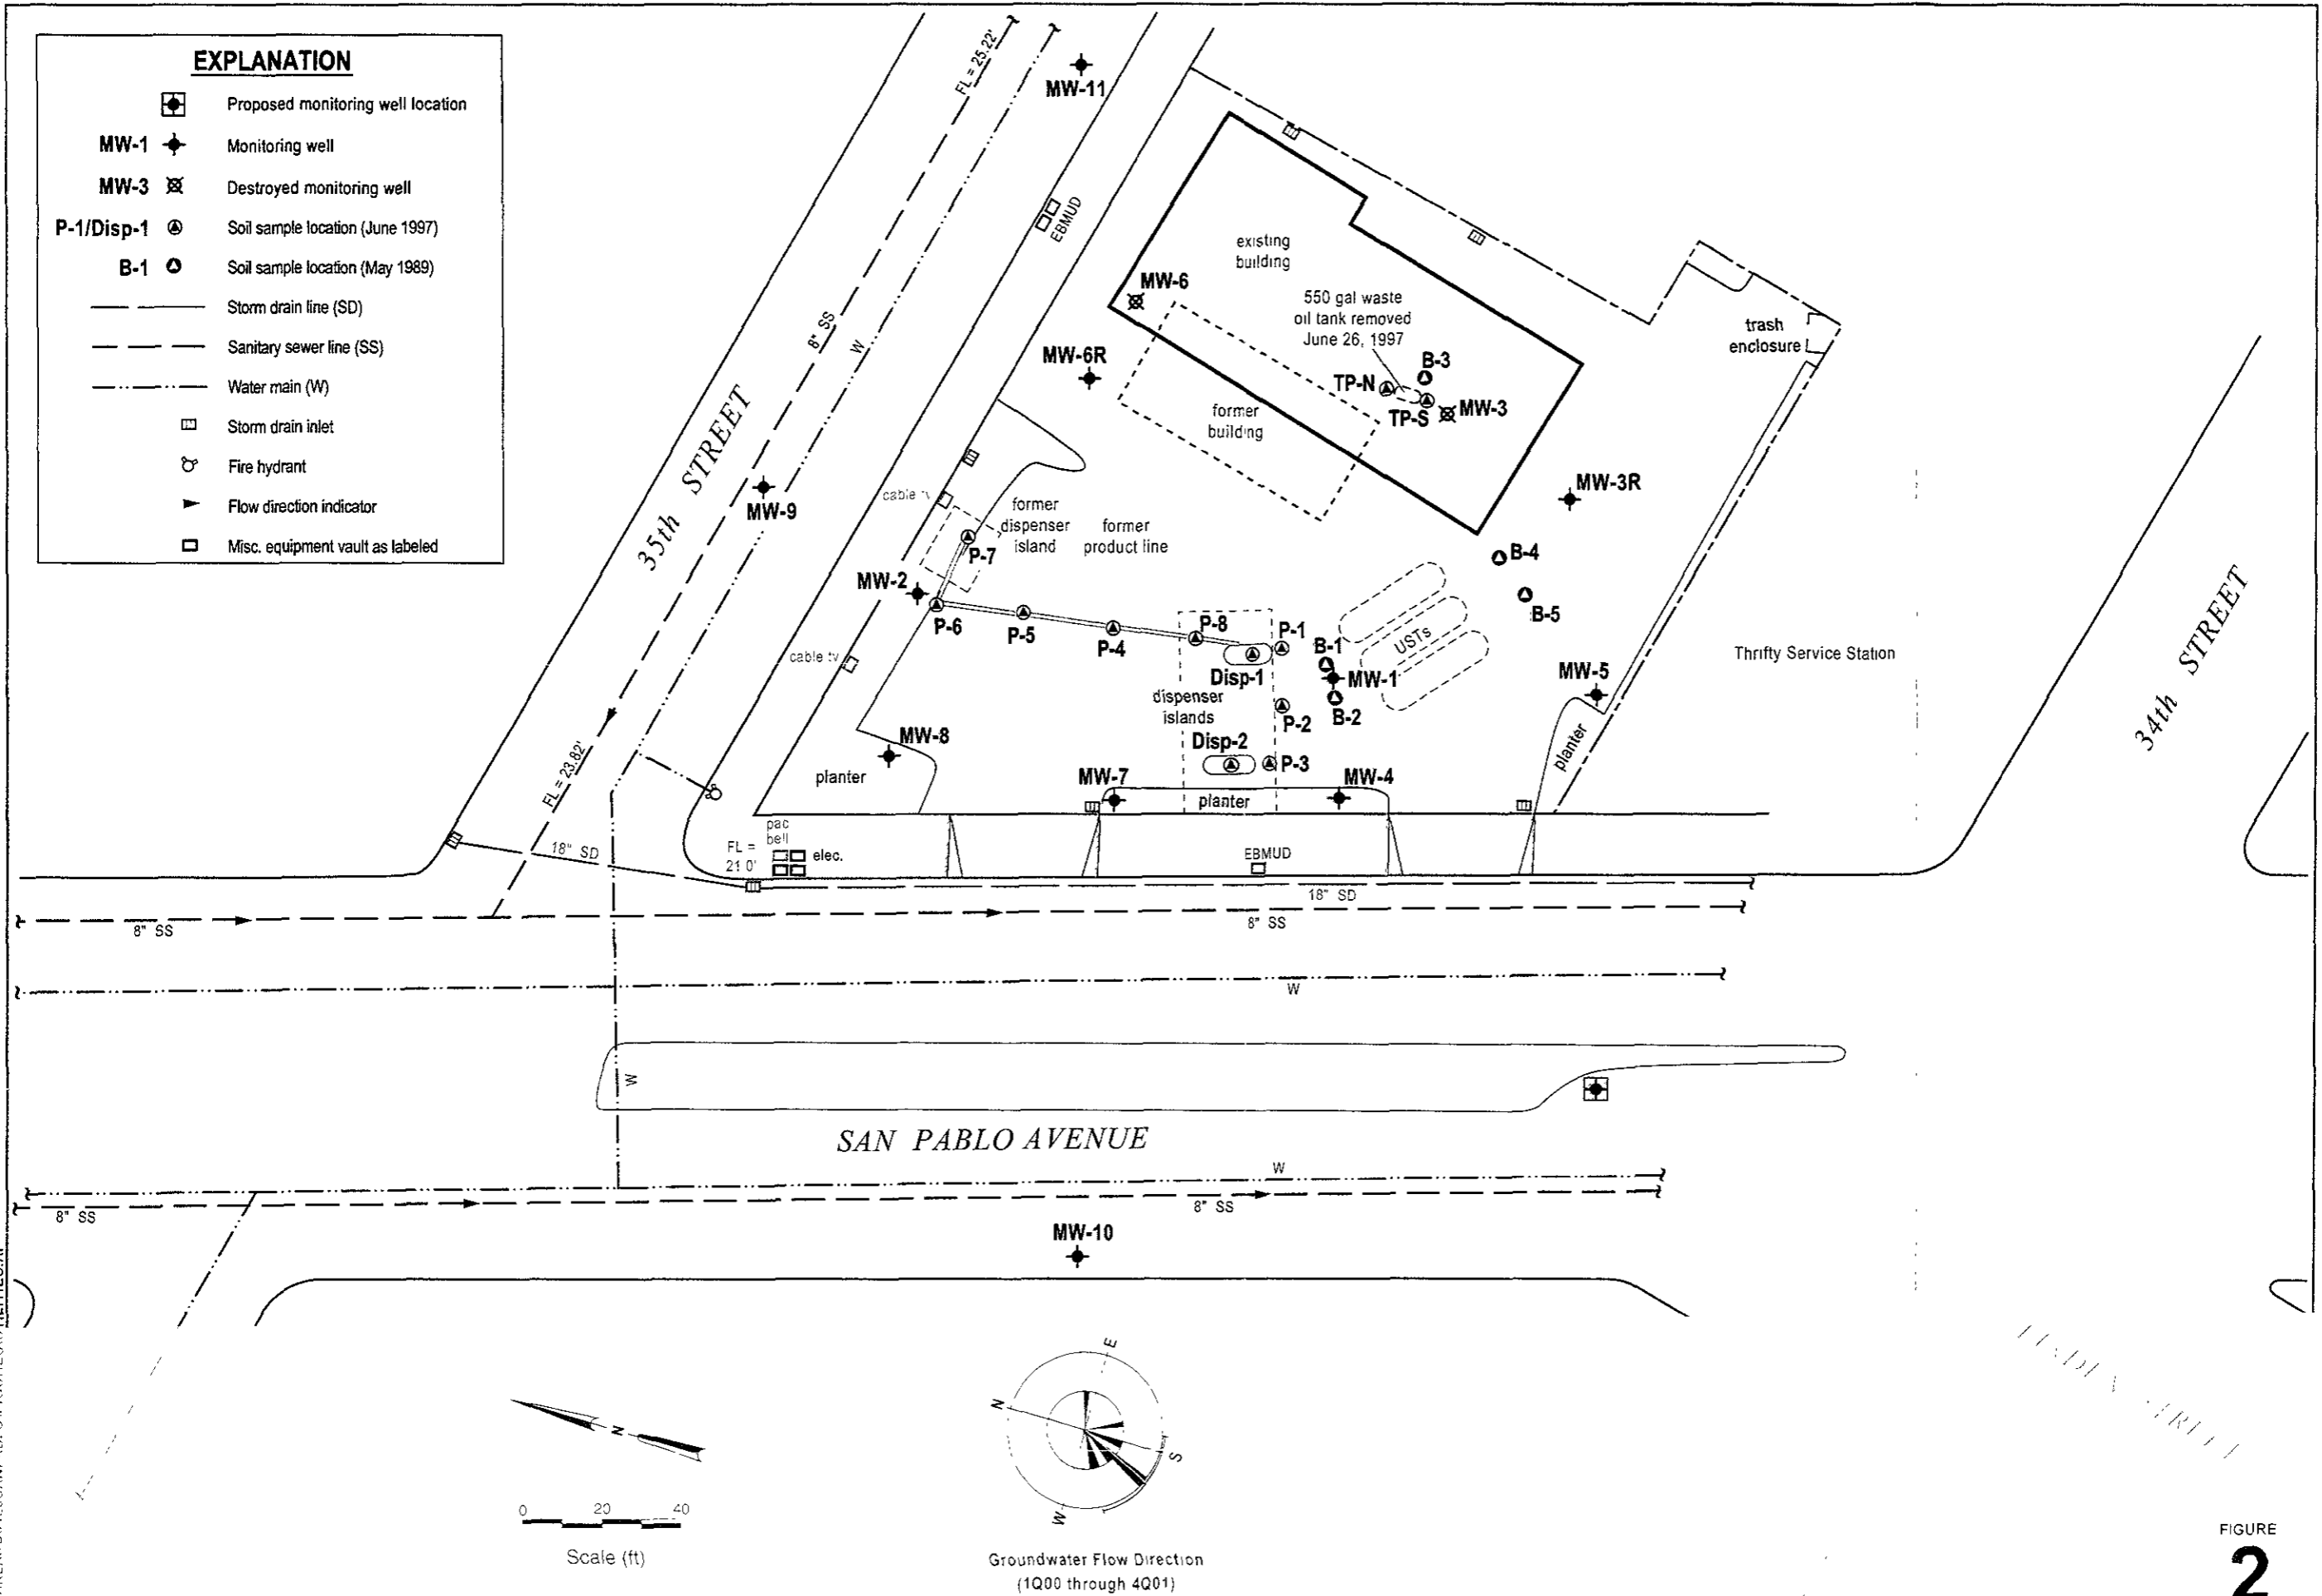 EXPLANATION
Proposed monitoring well location
MW-1 Monitoring well
MW-3 Destroyed monitoring well
P-1/Disp-1 Soil sample location (June 1997)
B-1 Soil sample location (May 1989)
Storm drain line (SD)
Sanitary sewer line (SS)
Water main (W)
Storm drain inlet
Fire hydrant
Flow direction indicator
Misc. equipment vault as labeled
FL = 25.22'
MW-11
EBMUD
8" SS
W
35th STREET
MW-9
existing
building
MW-6
550 gal waste
oil tank removed
June 26, 1997
MW-6R
B-3
TP-N
TP-S
MW-3
former
building
trash
enclosure
MW-3R
cable tv
former
dispenser
island
former
product line
P-7
MW-2
P-6
P-5
P-4
P-8
P-1
B-1
Disp-1
MW-1
B-2
P-2
USTs
B-4
B-5
MW-5
Thrifty Service Station
34th STREET
cable tv
dispenser
islands
Disp-2
P-3
MW-8
planter
MW-7
planter
MW-4
planter
FL = 23.82'
18" SD
pac
bell
FL =
21.0'
elec.
EBMUD
18" SD
8" SS
8" SS
W
W
SAN PABLO AVENUE
W
8" SS
8" SS
MW-10
N
0 20 40
Scale (ft)
E
N
S
W
Groundwater Flow Direction
(1Q00 through 4Q01)
FIGURE
2